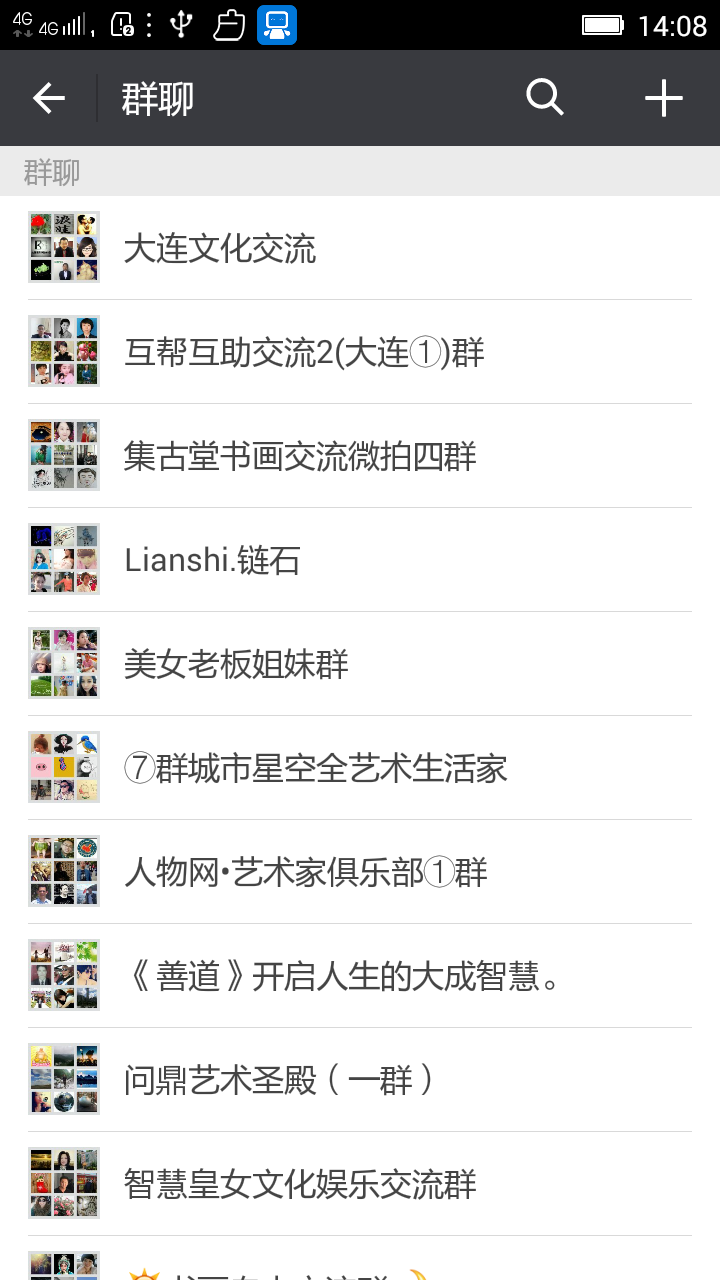 4G 4G 2 14:08
群聊
群聊
大连文化交流
互帮互助交流2(大连①)群
集古堂书画交流微拍四群
Lianshi.链石
美女老板姐妹群
⑦群城市星空全艺术生活家
人物网•艺术家俱乐部①群
《善道》开启人生的大成智慧。
问鼎艺术圣殿（一群）
智慧皇女文化娱乐交流群